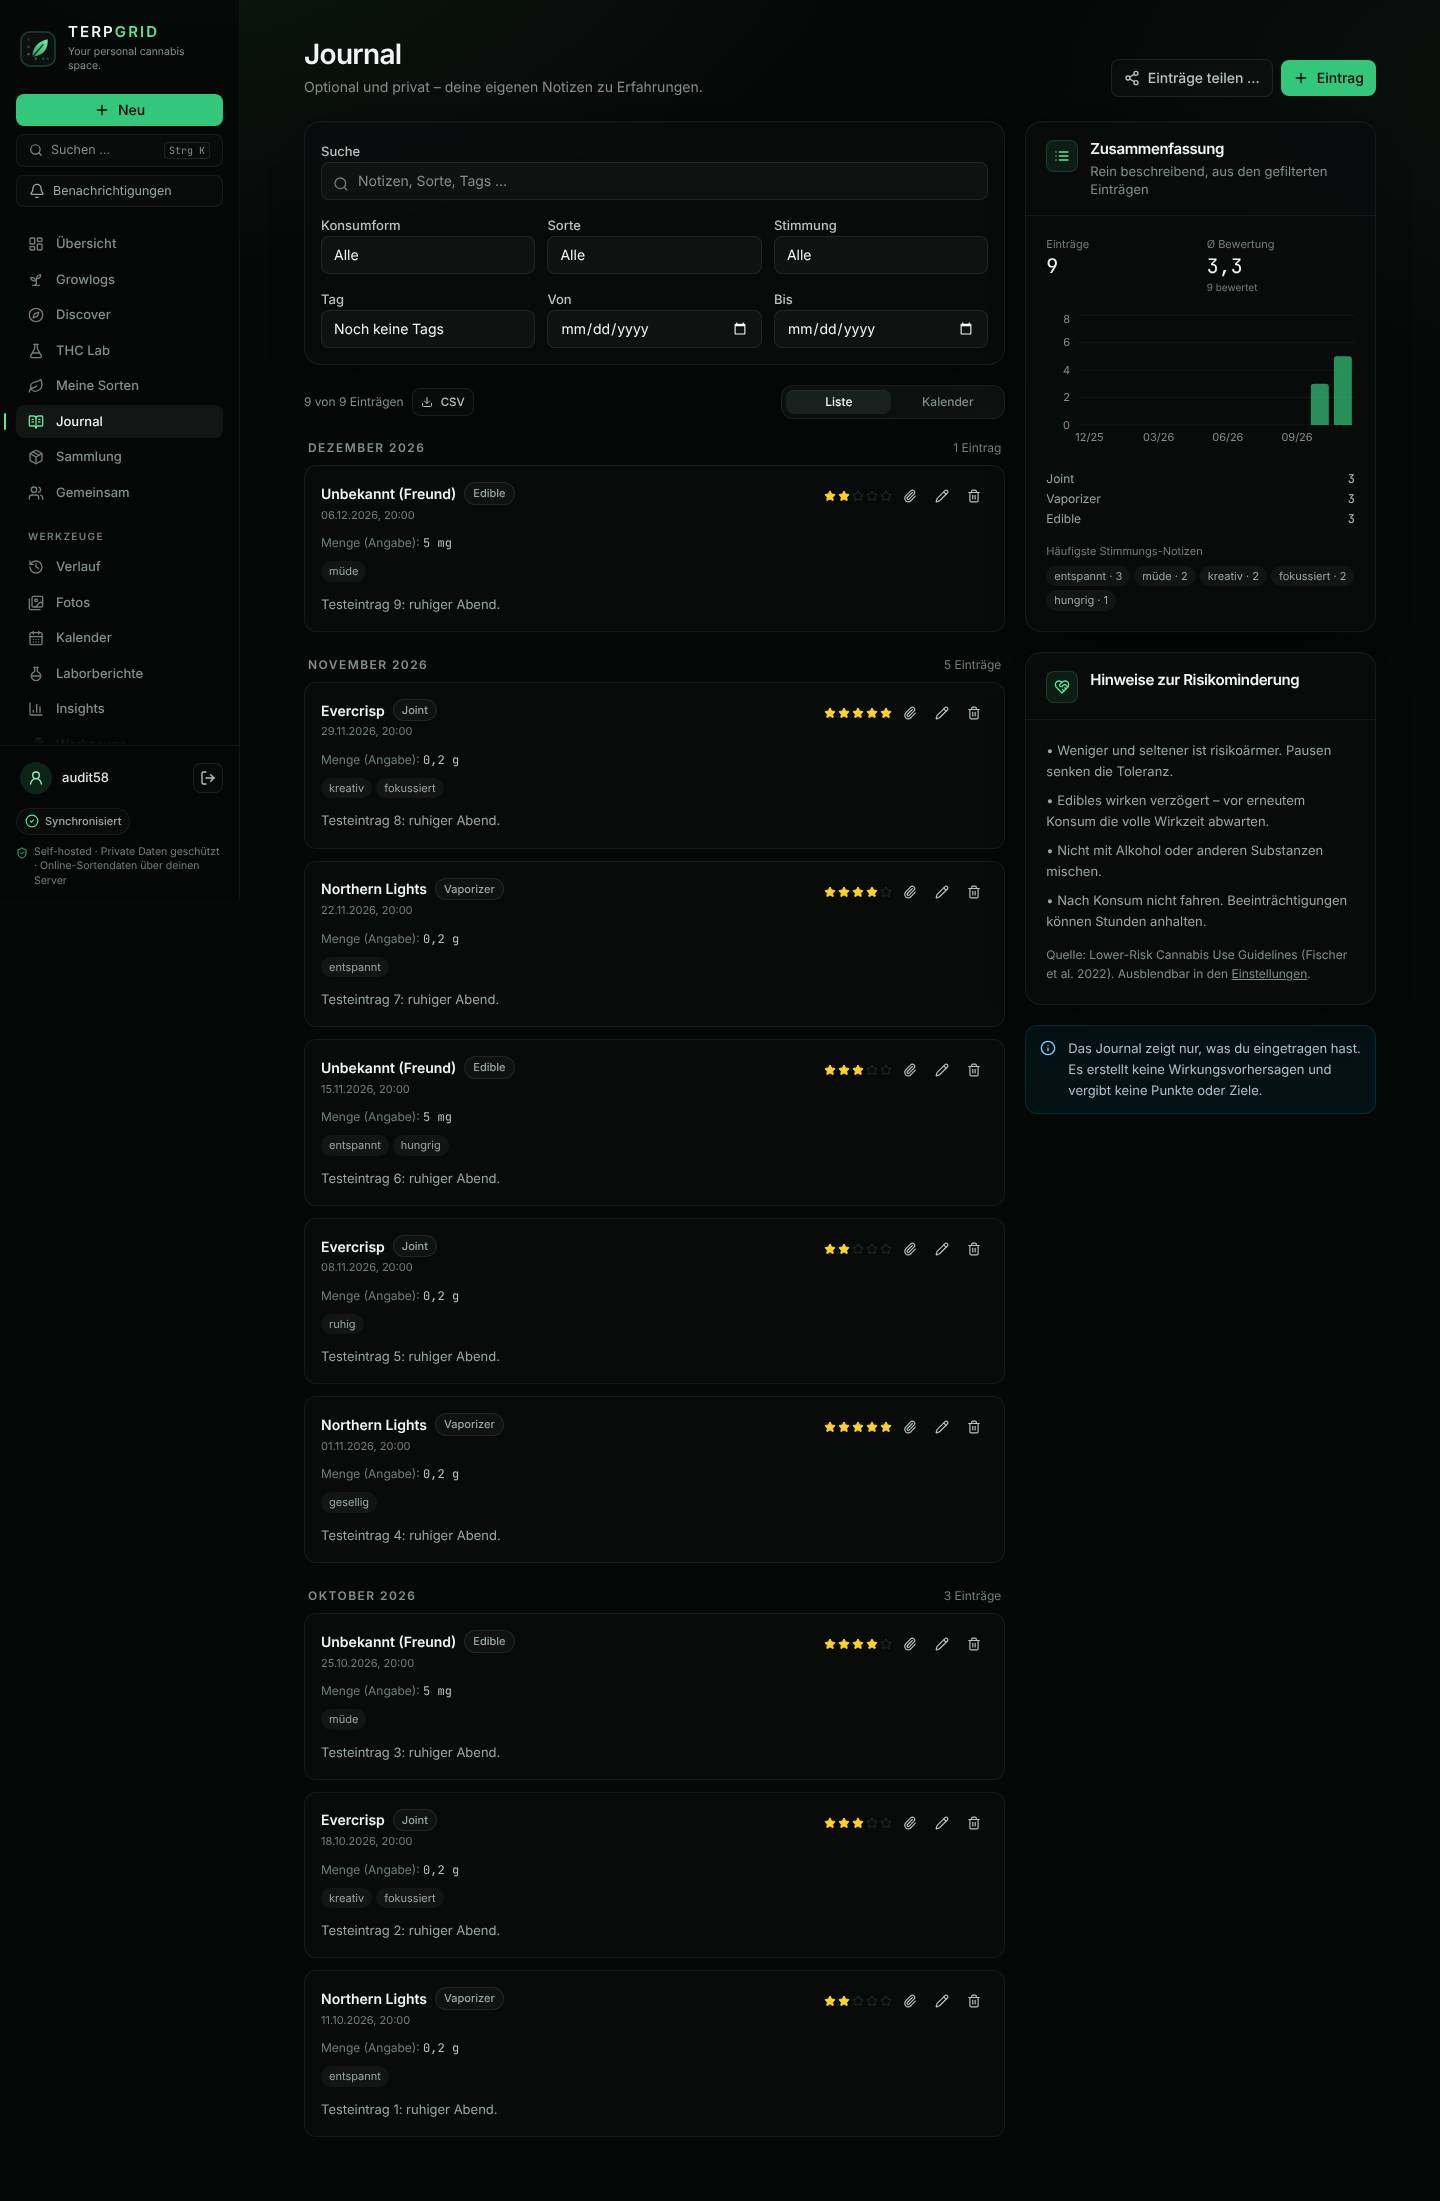 TERPGRID
Your personal cannabis
space.
Neu
Suchen ... Strg K
Benachrichtigungen
Übersicht
Growlogs
Discover
THC Lab
Meine Sorten
Journal
Sammlung
Gemeinsam
WERKZEUGE
Verlauf
Fotos
Kalender
Laborberichte
Insights
audit58
Synchronisiert
Self-hosted · Private Daten geschützt
· Online-Sortendaten über deinen
Server
Journal
Optional und privat – deine eigenen Notizen zu Erfahrungen.
Einträge teilen ...
Eintrag
Suche
Notizen, Sorte, Tags ...
Konsumform Sorte Stimmung
Alle Alle Alle
Tag Von Bis
Noch keine Tags mm/dd/yyyy mm/dd/yyyy
9 von 9 Einträgen CSV Liste Kalender
DEZEMBER 2026 1 Eintrag
Unbekannt (Freund) Edible
06.12.2026, 20:00
Menge (Angabe): 5 mg
müde
Testeintrag 9: ruhiger Abend.
NOVEMBER 2026 5 Einträge
Evercrisp Joint
29.11.2026, 20:00
Menge (Angabe): 0,2 g
kreativ fokussiert
Testeintrag 8: ruhiger Abend.
Northern Lights Vaporizer
22.11.2026, 20:00
Menge (Angabe): 0,2 g
entspannt
Testeintrag 7: ruhiger Abend.
Unbekannt (Freund) Edible
15.11.2026, 20:00
Menge (Angabe): 5 mg
entspannt hungrig
Testeintrag 6: ruhiger Abend.
Evercrisp Joint
08.11.2026, 20:00
Menge (Angabe): 0,2 g
ruhig
Testeintrag 5: ruhiger Abend.
Northern Lights Vaporizer
01.11.2026, 20:00
Menge (Angabe): 0,2 g
gesellig
Testeintrag 4: ruhiger Abend.
OKTOBER 2026 3 Einträge
Unbekannt (Freund) Edible
25.10.2026, 20:00
Menge (Angabe): 5 mg
müde
Testeintrag 3: ruhiger Abend.
Evercrisp Joint
18.10.2026, 20:00
Menge (Angabe): 0,2 g
kreativ fokussiert
Testeintrag 2: ruhiger Abend.
Northern Lights Vaporizer
11.10.2026, 20:00
Menge (Angabe): 0,2 g
entspannt
Testeintrag 1: ruhiger Abend.
Zusammenfassung
Rein beschreibend, aus den gefilterten
Einträgen
Einträge Ø Bewertung
9 3,3
9 bewertet
8
6
4
2
0
12/25 03/26 06/26 09/26
Joint 3
Vaporizer 3
Edible 3
Häufigste Stimmungs-Notizen
entspannt · 3 müde · 2 kreativ · 2 fokussiert · 2
hungrig · 1
Hinweise zur Risikominderung
• Weniger und seltener ist risikoärmer. Pausen
senken die Toleranz.
• Edibles wirken verzögert – vor erneutem
Konsum die volle Wirkzeit abwarten.
• Nicht mit Alkohol oder anderen Substanzen
mischen.
• Nach Konsum nicht fahren. Beeinträchtigungen
können Stunden anhalten.
Quelle: Lower-Risk Cannabis Use Guidelines (Fischer
et al. 2022). Ausblendbar in den Einstellungen.
Das Journal zeigt nur, was du eingetragen hast.
Es erstellt keine Wirkungsvorhersagen und
vergibt keine Punkte oder Ziele.